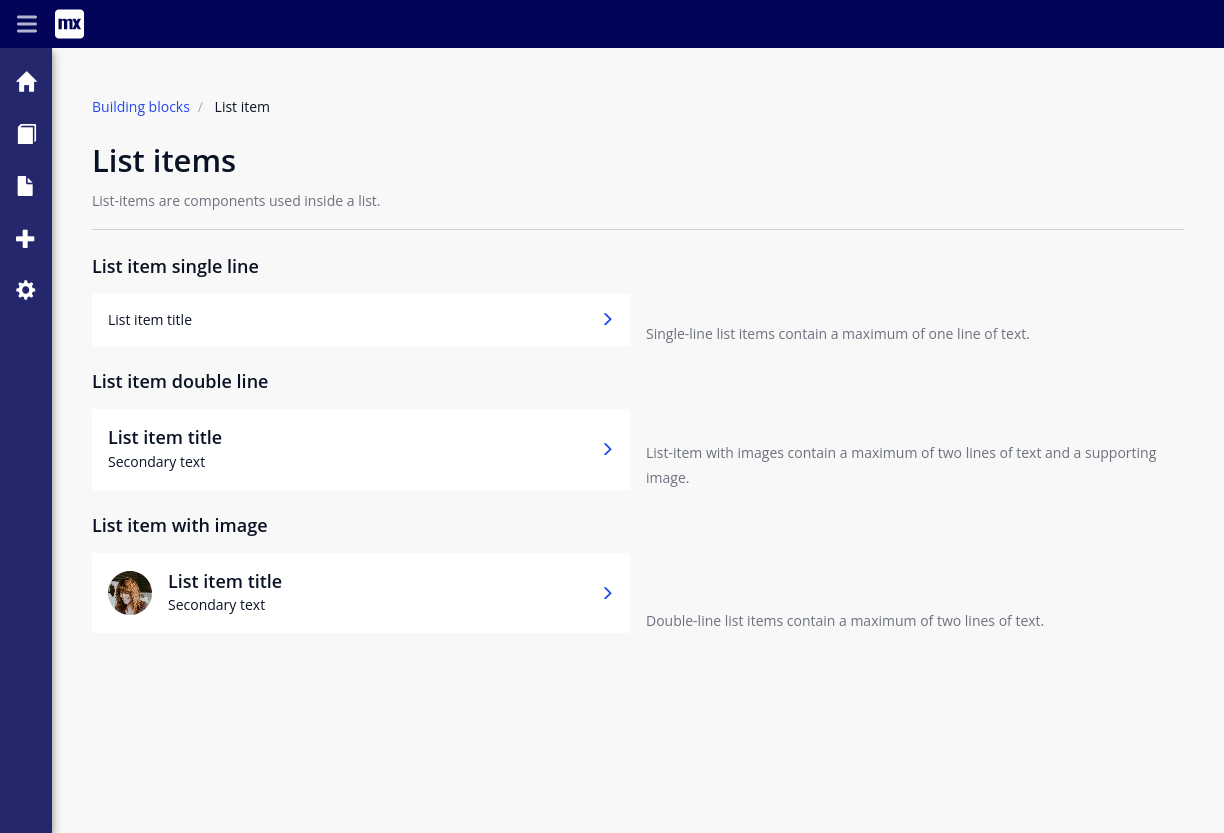 mx
Building blocks / List item
List items
List-items are components used inside a list.
List item single line
List item title
Single-line list items contain a maximum of one line of text.
List item double line
List item title
Secondary text
List-item with images contain a maximum of two lines of text and a supporting
image.
List item with image
List item title
Secondary text
Double-line list items contain a maximum of two lines of text.